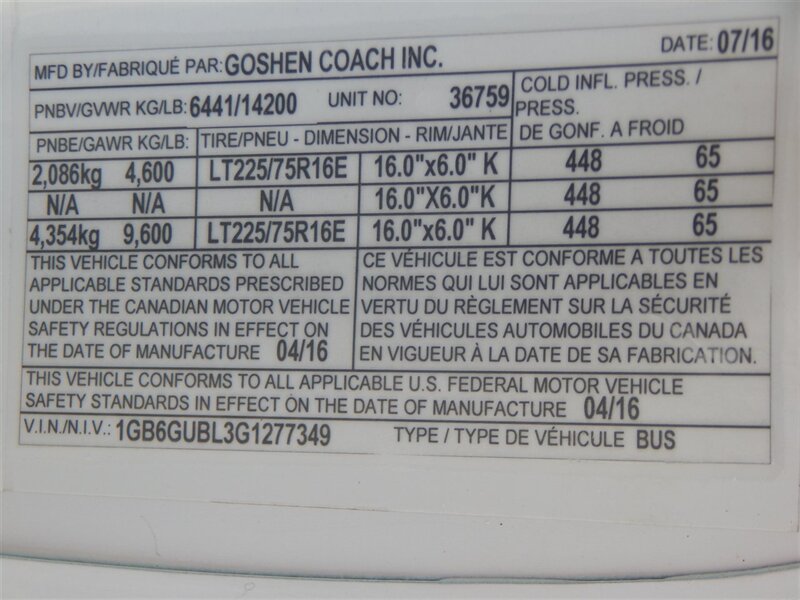 MFD BY/FABRIQUÉ PAR: GOSHEN COACH INC. DATE: 07/16
PNBV/GVWR KG/LB: 6441/14200 UNIT NO: 36759
COLD INFL. PRESS. /
PRESS.
DE GONF. A FROID
PNBE/GAWR KG/LB: TIRE/PNEU - DIMENSION - RIM/JANTE
2,086kg 4,600 LT225/75R16E 16.0"x6.0" K 448 65
N/A N/A N/A 16.0"X6.0" K 448 65
4,354kg 9,600 LT225/75R16E 16.0"x6.0" K 448 65
THIS VEHICLE CONFORMS TO ALL
APPLICABLE STANDARDS PRESCRIBED
UNDER THE CANADIAN MOTOR VEHICLE
SAFETY REGULATIONS IN EFFECT ON
THE DATE OF MANUFACTURE 04/16
CE VÉHICULE EST CONFORME A TOUTES LES
NORMES QUI LUI SONT APPLICABLES EN
VERTU DU RÈGLEMENT SUR LA SÉCURITÉ
DES VÉHICULES AUTOMOBILES DU CANADA
EN VIGUEUR À LA DATE DE SA FABRICATION.
THIS VEHICLE CONFORMS TO ALL APPLICABLE U.S. FEDERAL MOTOR VEHICLE
SAFETY STANDARDS IN EFFECT ON THE DATE OF MANUFACTURE 04/16
V.I.N./N.I.V.: 1GB6GUBL3G1277349 TYPE / TYPE DE VÉHICULE BUS